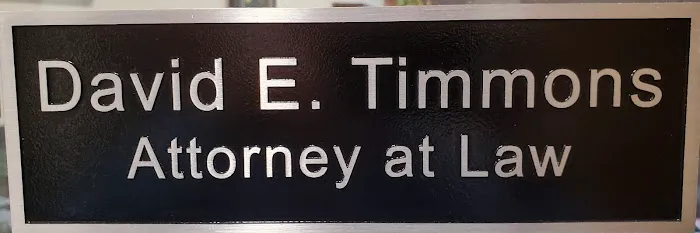 David E. Timmons
Attorney at Law